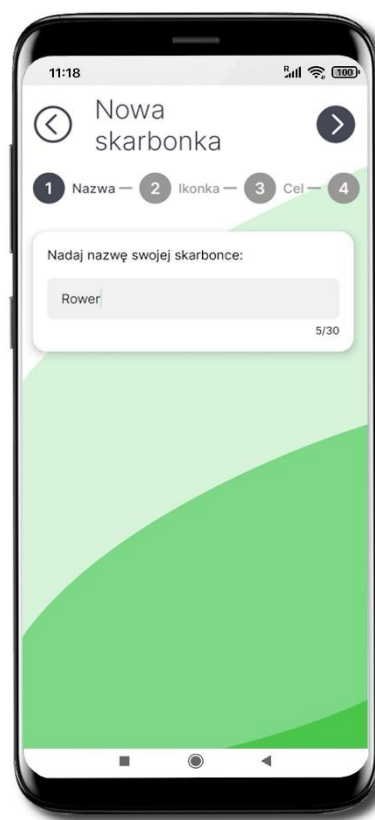 11:18 R 100
Nowa
skarbonka
1 Nazwa — 2 Ikonka — 3 Cel — 4
Nadaj nazwę swojej skarbonce:
Rower
5/30